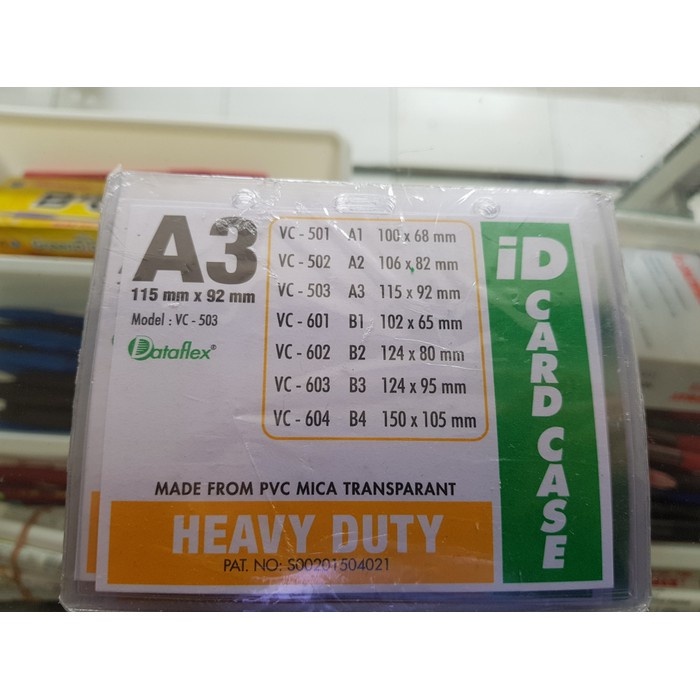 A3
115 mm x 92 mm
Model : VC - 503
Dataflex®
VC - 501 A1 100 x 68 mm
VC - 502 A2 106 x 82 mm
VC - 503 A3 115 x 92 mm
VC - 601 B1 102 x 65 mm
VC - 602 B2 124 x 80 mm
VC - 603 B3 124 x 95 mm
VC - 604 B4 150 x 105 mm
iD
CARD CASE
MADE FROM PVC MICA TRANSPARANT
HEAVY DUTY
PAT. NO: S00201504021